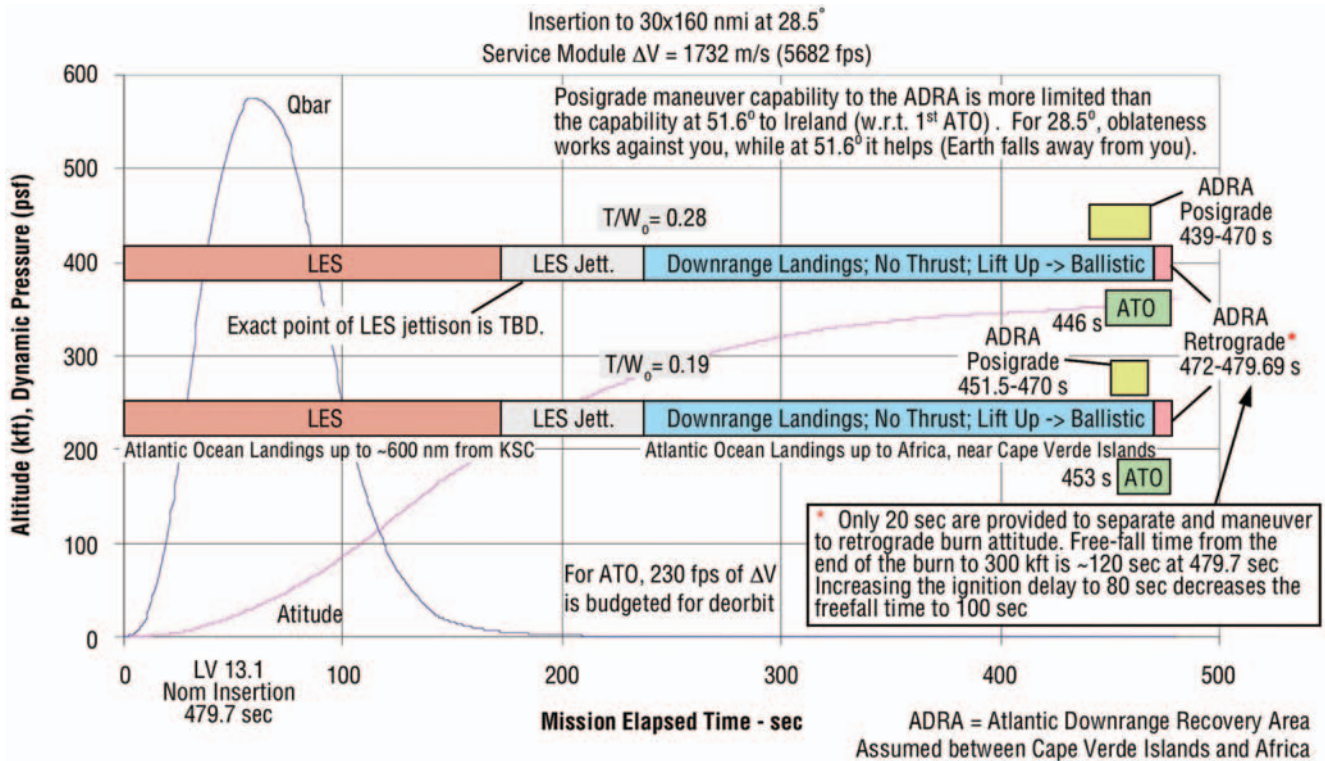 Insertion to 30x160 nmi at 28.5°
Service Module ΔV = 1732 m/s (5682 fps)
Altitude (kft), Dynamic Pressure (psf)
600
500
400
300
200
100
0
Qbar
Posigrade maneuver capability to the ADRA is more limited than
the capability at 51.6° to Ireland (w.r.t. 1st ATO) . For 28.5°, oblateness
works against you, while at 51.6° it helps (Earth falls away from you).
ADRA
Posigrade
439-470 s
T/W0 = 0.28
LES
LES Jett.
Downrange Landings; No Thrust; Lift Up -> Ballistic
Exact point of LES jettison is TBD.
446 s
ATO
ADRA
Retrograde*
472-479.69 s
T/W0 = 0.19
ADRA
Posigrade
451.5-470 s
LES
LES Jett.
Downrange Landings; No Thrust; Lift Up -> Ballistic
Atlantic Ocean Landings up to ~600 nm from KSC
Atlantic Ocean Landings up to Africa, near Cape Verde Islands
453 s
ATO
* Only 20 sec are provided to separate and maneuver
to retrograde burn attitude. Free-fall time from the
end of the burn to 300 kft is ~120 sec at 479.7 sec
Increasing the ignition delay to 80 sec decreases the
freefall time to 100 sec
For ATO, 230 fps of ΔV
is budgeted for deorbit
Atitude
0
100
200
300
400
500
LV 13.1
Nom Insertion
479.7 sec
Mission Elapsed Time - sec
ADRA = Atlantic Downrange Recovery Area
Assumed between Cape Verde Islands and Africa